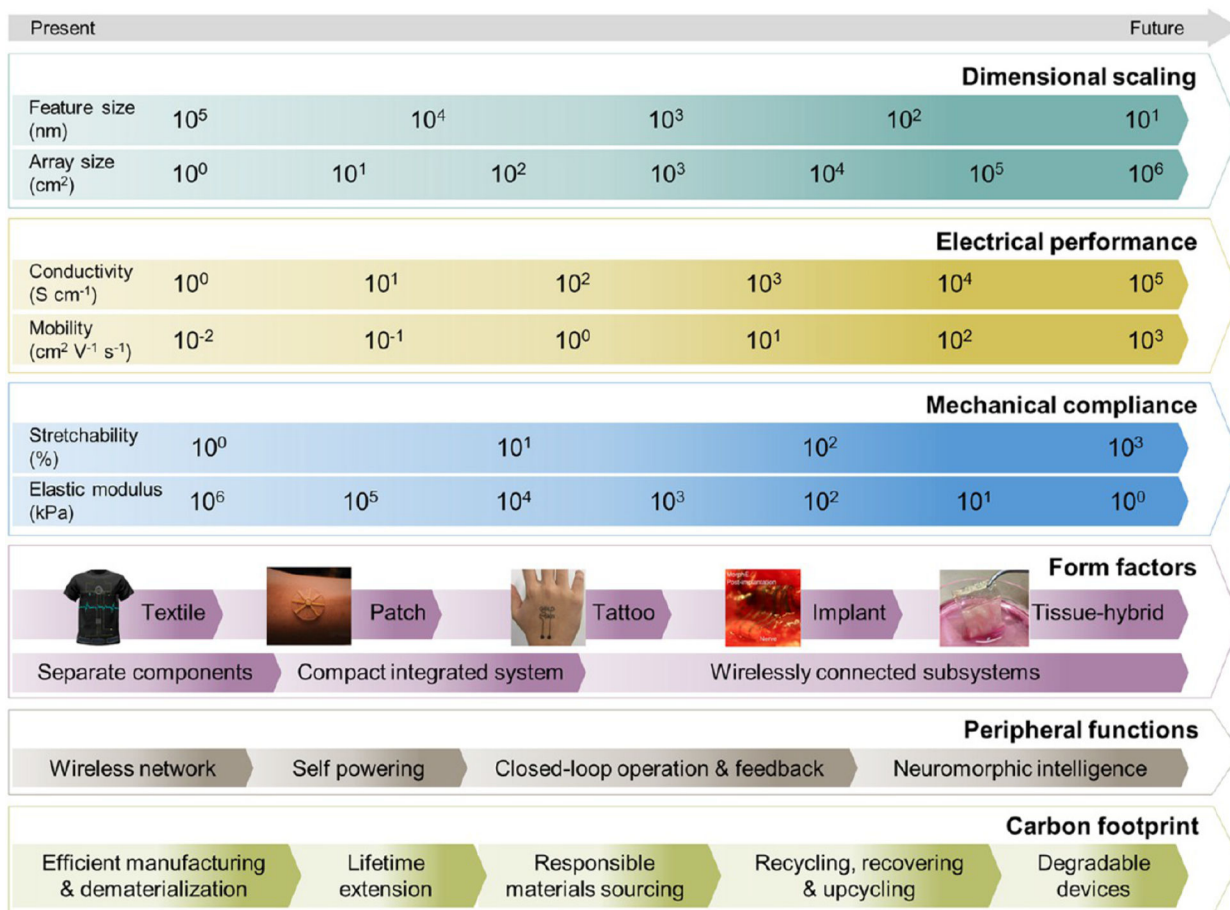 Present Future
Dimensional scaling
Feature size
(nm)
10⁵ 10⁴ 10³ 10² 10¹
Array size
(cm²)
10⁰ 10¹ 10² 10³ 10⁴ 10⁵ 10⁶
Electrical performance
Conductivity
(S cm⁻¹)
10⁰ 10¹ 10² 10³ 10⁴ 10⁵
Mobility
(cm² V⁻¹ s⁻¹)
10⁻² 10⁻¹ 10⁰ 10¹ 10² 10³
Mechanical compliance
Stretchability
(%)
10⁰ 10¹ 10² 10³
Elastic modulus
(kPa)
10⁶ 10⁵ 10⁴ 10³ 10² 10¹ 10⁰
Form factors
Post-implantation
Textile Patch Tattoo Implant Tissue-hybrid
Separate components Compact integrated system Wirelessly connected subsystems
Peripheral functions
Wireless network Self powering Closed-loop operation & feedback Neuromorphic intelligence
Carbon footprint
Efficient manufacturing
& dematerialization
Lifetime
extension
Responsible
materials sourcing
Recycling, recovering
& upcycling
Degradable
devices